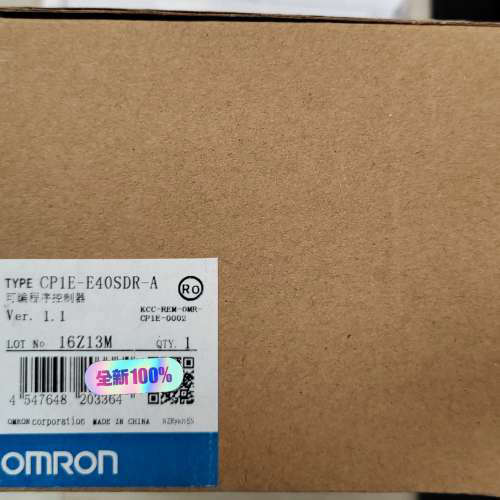 TYPE CP1E-E40SDR-A
可编程序控制器
Ro
Ver. 1.1
KCC-REM-OMR-
CP1E-0002
LOT No 16Z13M QTY. 1
全新100%
4 547648 203364
OMRON Corporation MADE IN CHINA
OMRON